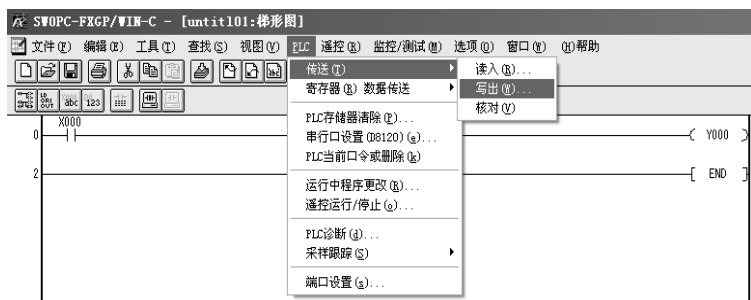 SWOPC-FXGP/WIN-C - [untit101:梯形图]
文件(F) 编辑(E) 工具(T) 查找(S) 视图(V) PLC 遥控(R) 监控/测试(M) 选项(O) 窗口(W) (H)帮助
传送(T)
读入(R)...
寄存器(R) 数据传送
写出(W)...
核对(V)
PLC存储器清除(P)...
串行口设置(D8120)(e)...
PLC当前口令或删除(k)
运行中程序更改(R)...
遥控运行/停止(o)...
PLC诊断(d)...
采样跟踪(S)
端口设置(s)...
abc 123
X000
0
Y000
2
END